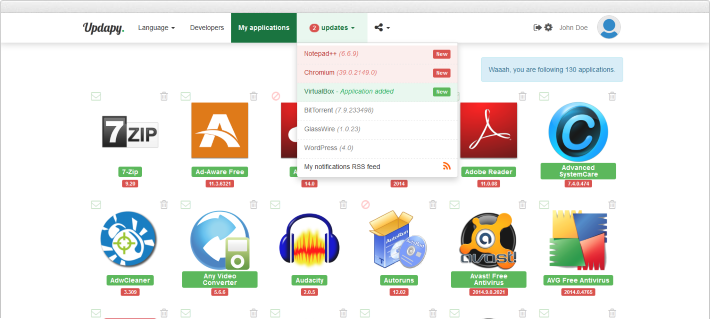 Updapy.
Language
Developers
My applications
2 updates
John Doe
Notepad++ (6.6.9) New
Chromium (39.0.2149.0) New
VirtualBox - Application added New
BitTorrent (7.9.233496)
GlassWire (1.0.23)
WordPress (4.0)
My notifications RSS feed
Waaah, you are following 130 applications.
7 ZIP
7-Zip
9.20
Ad-Aware Free
11.3.6321
14.0
2014
Adobe Reader
11.0.08
Advanced
SystemCare
7.4.0.474
AdwCleaner
3.309
Any Video
Converter
5.6.6
Audacity
2.0.5
Autoruns
12.03
avast!
Avast! Free
Antivirus
2014.9.0.2021
AVG Free Antivirus
2014.0.4765